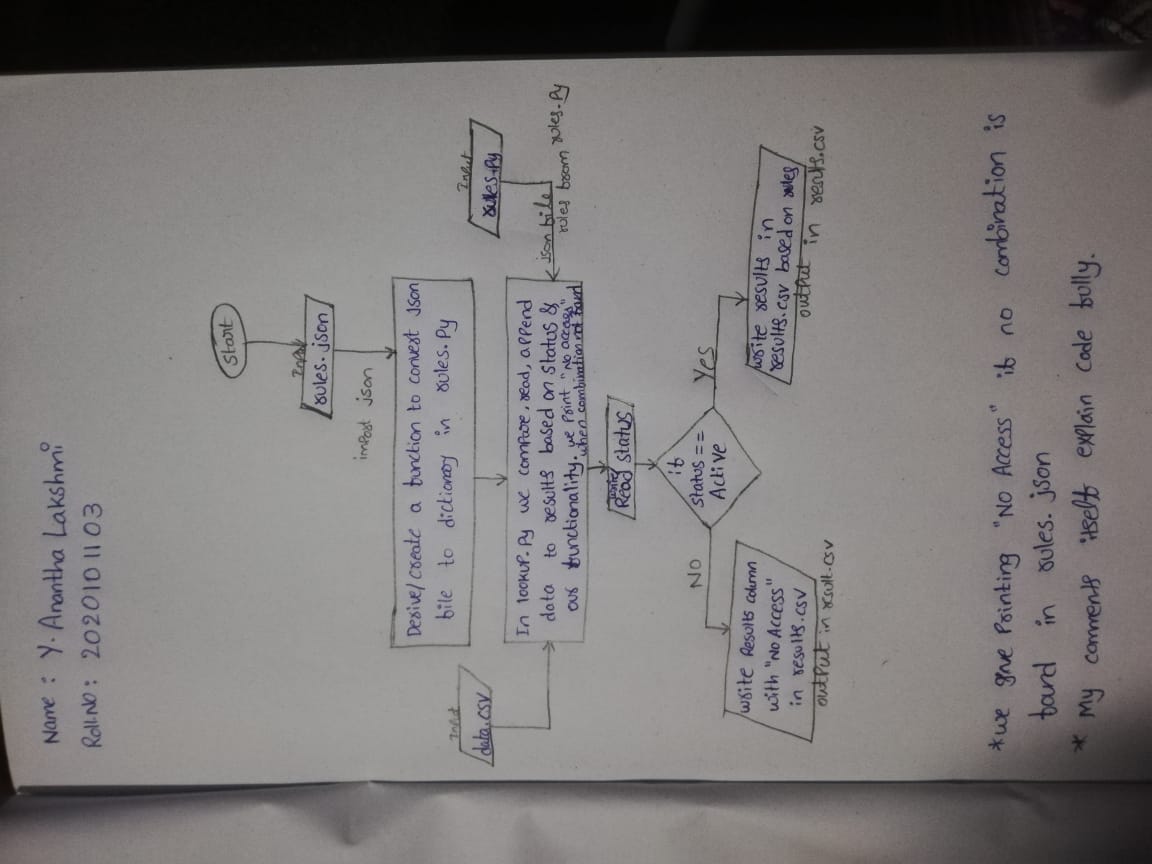 Name : Y. Anantha Lakshmi
Roll.No : 2020101103
Start
Input
rules.json
import json
Derive/create a function to convert json
file to dictionary in rules.Py
Input
data.csv
Input
rules.Py
json file
rules from rules.Py
In lookup.Py we compare, read, append
data to results based on status &
our functionality. we print "No access"
when combination not found
Read status
if
status ==
Active
NO
Yes
write Results column
with "No Access"
in results.csv
output in result.csv
write results in
results.csv based on rules
output in results.csv
*we give Printing "No Access" if no combination is
found in rules.json
* My comments itself explain code fully.